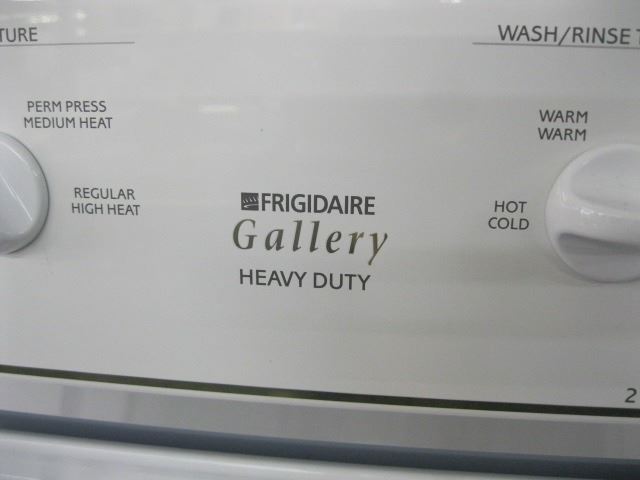 TURE
PERM PRESS
MEDIUM HEAT
REGULAR
HIGH HEAT
FRIGIDAIRE
Gallery
HEAVY DUTY
WASH/RINSE T
WARM
WARM
HOT
COLD
2